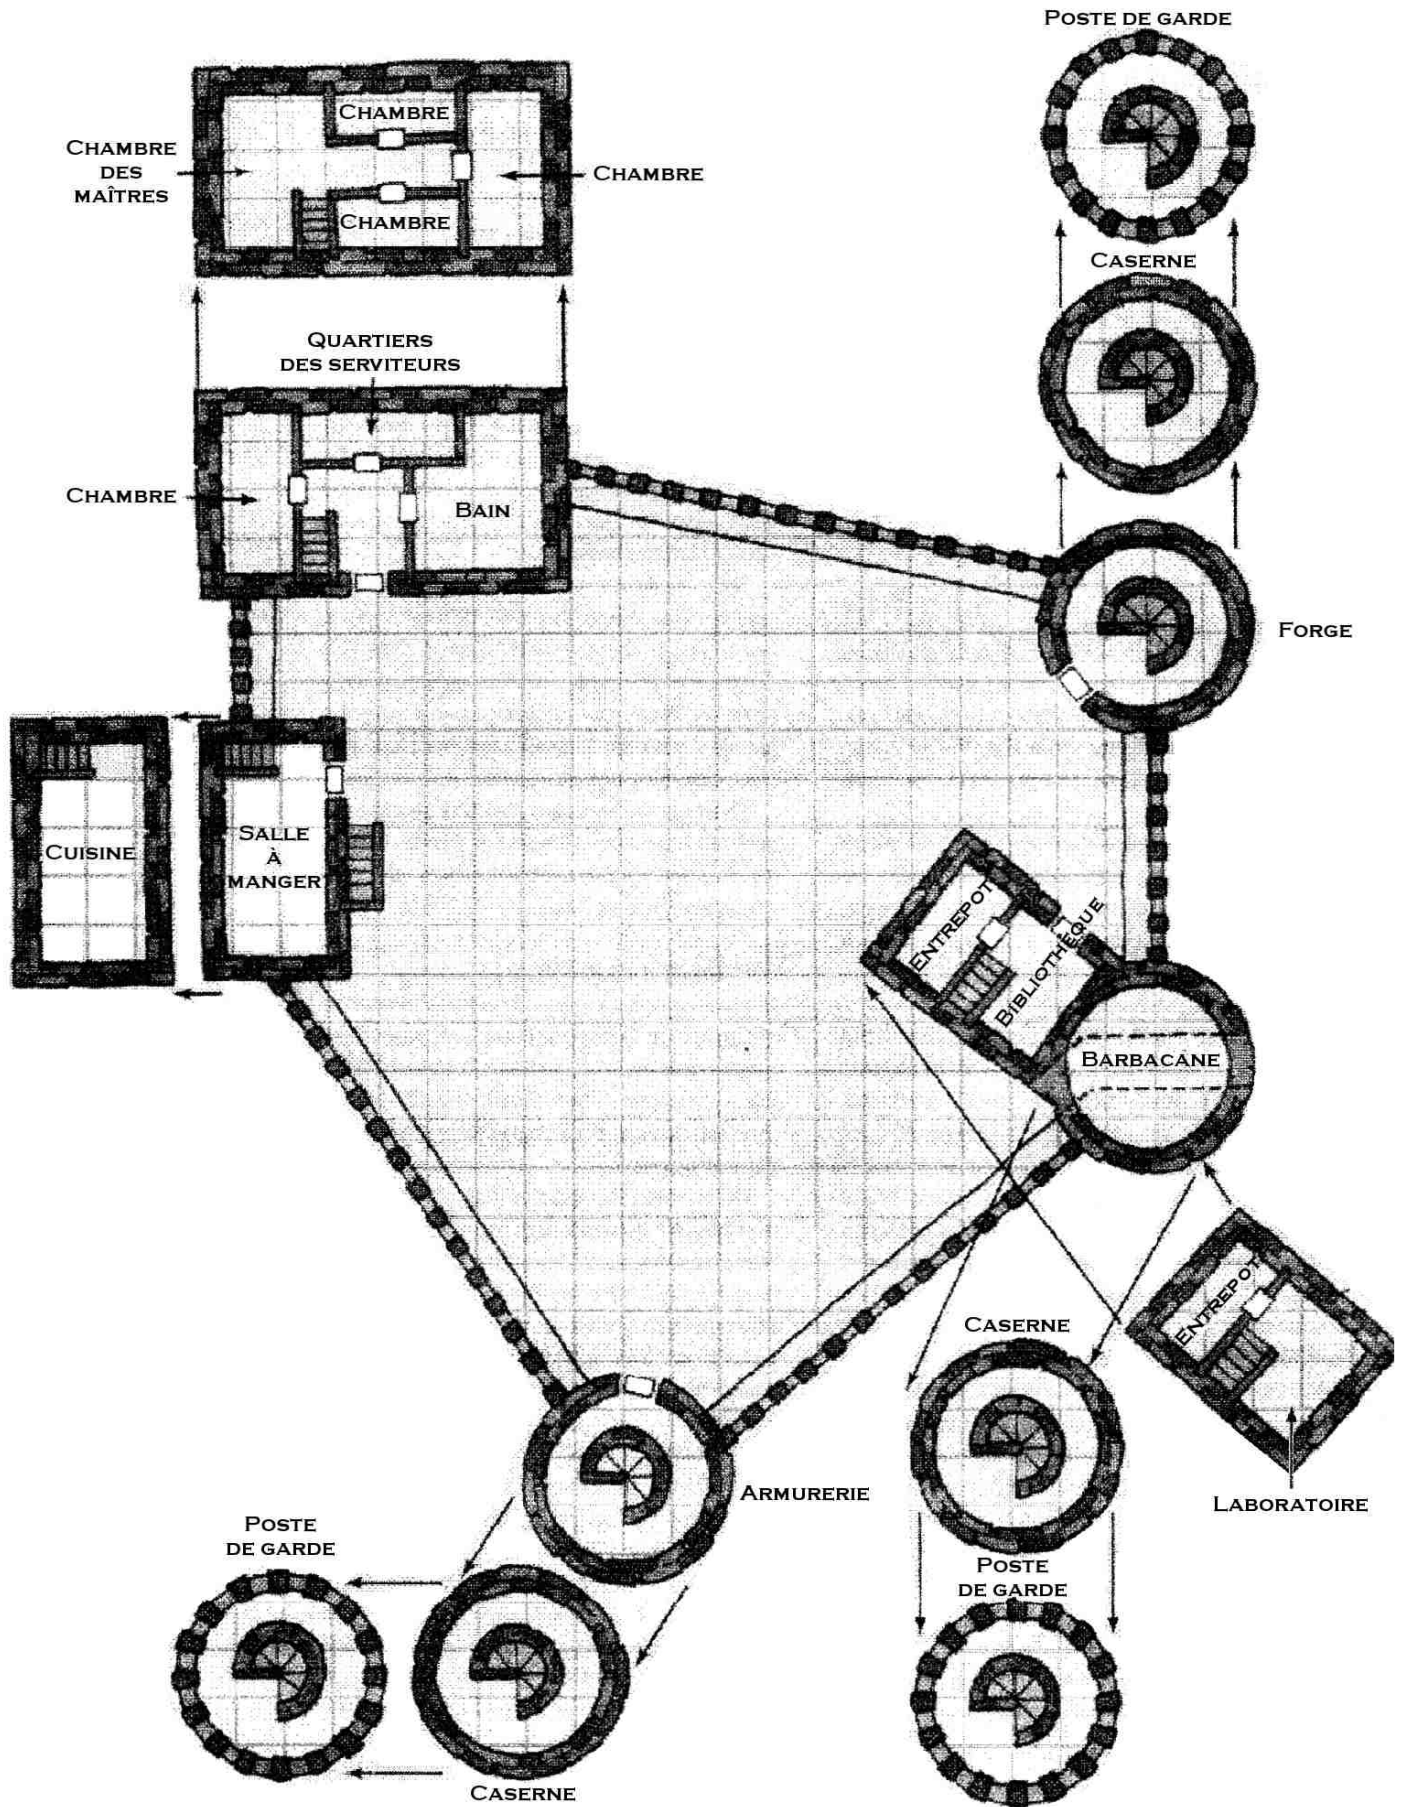 POSTE DE GARDE
CHAMBRE
CHAMBRE
DES
MAÎTRES
CHAMBRE
CHAMBRE
CASERNE
QUARTIERS
DES SERVITEURS
CHAMBRE
BAIN
FORGE
CUISINE
SALLE
À
MANGER
ENTREPOT
BIBLIOTHÈQUE
BARBACANE
ENTREPOT
CASERNE
LABORATOIRE
ARMURERIE
POSTE
DE GARDE
POSTE
DE GARDE
CASERNE